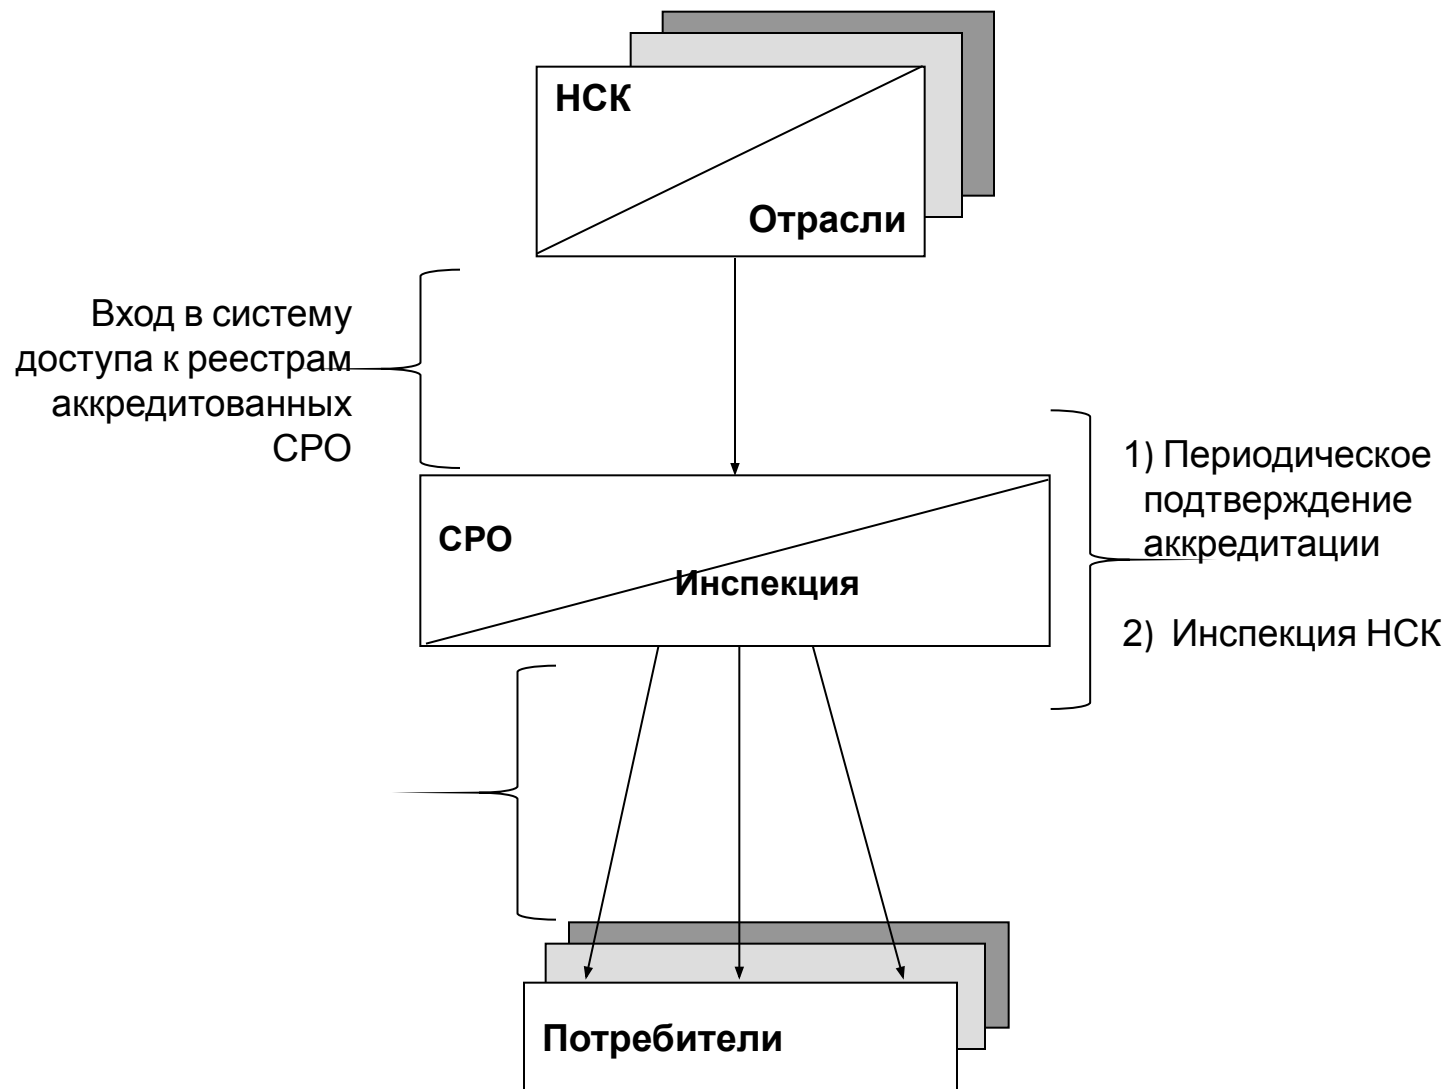 НСК
Отрасли
Вход в систему
доступа к реестрам
аккредитованных
СРО
1) Периодическое
подтверждение
аккредитации
2) Инспекция НСК
СРО
Инспекция
Потребители